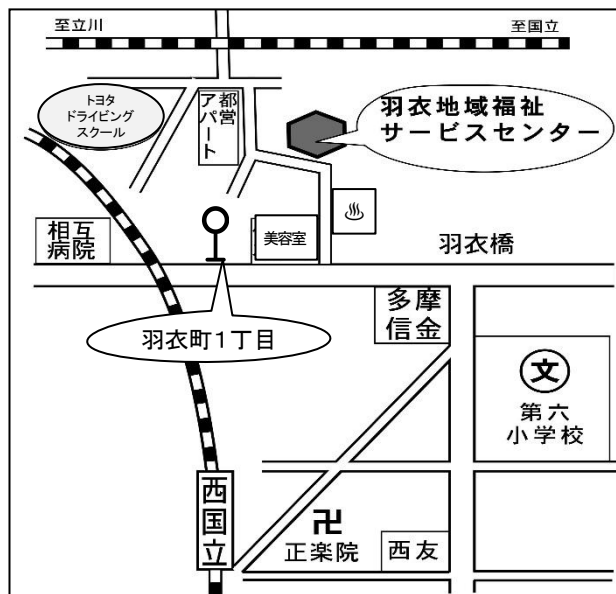 至立川
至国立
トヨタ
ドライビング
スクール
都営
アパート
羽衣地域福祉
サービスセンター
相互
病院
美容室
♨
羽衣橋
多摩
信金
羽衣町1丁目
文
第六
小学校
西国立
卍
正楽院
西友